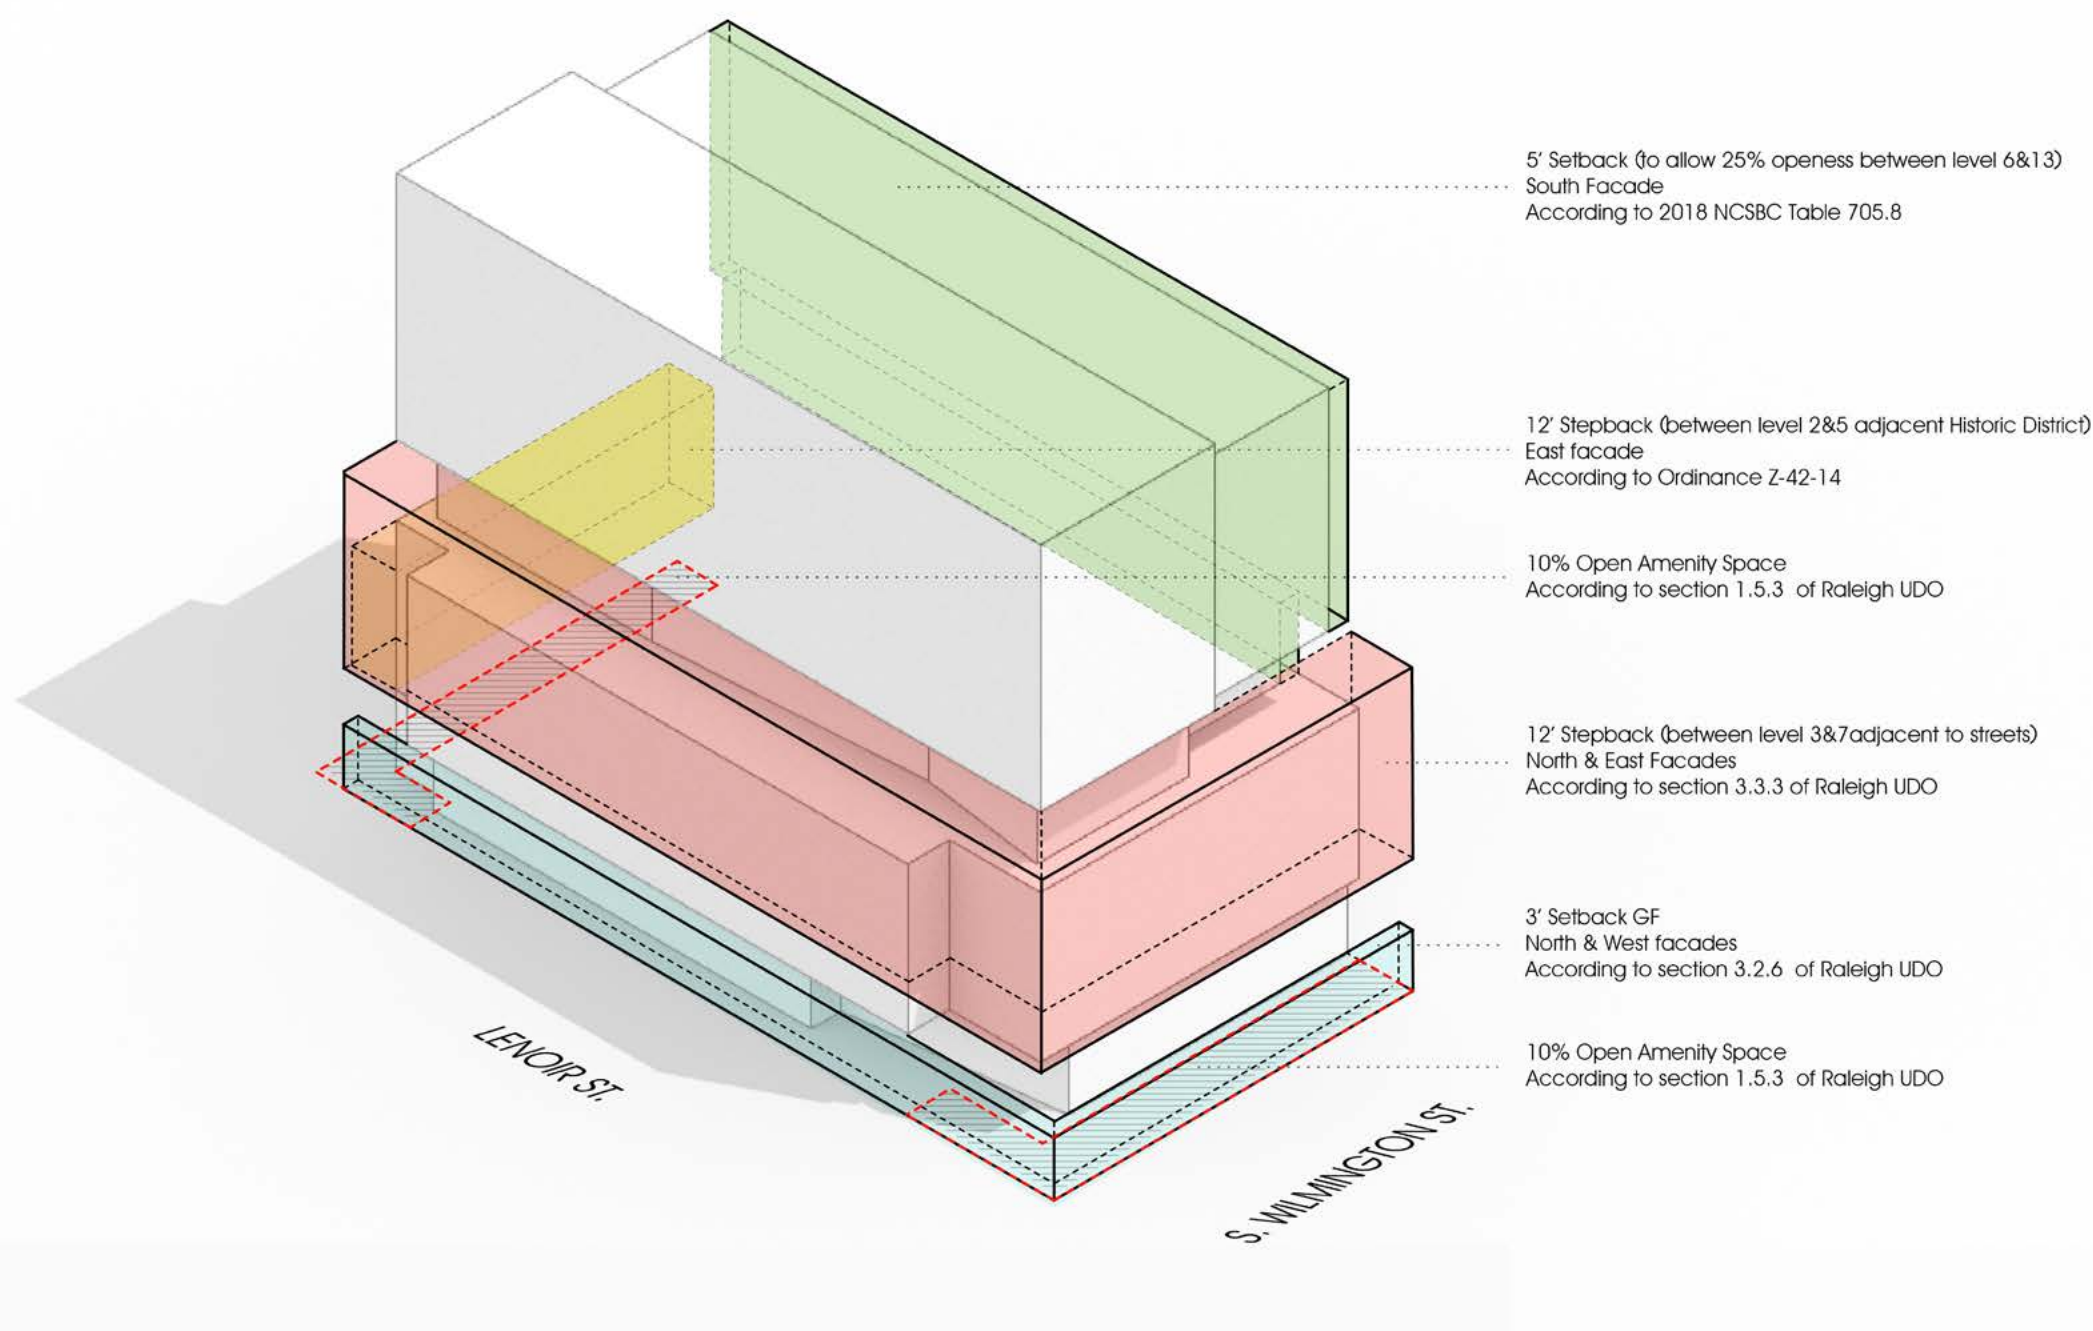 5' Setback (to allow 25% openess between level 6&13)
South Facade
According to 2018 NCSBC Table 705.8
12' Stepback (between level 2&5 adjacent Historic District)
East facade
According to Ordinance Z-42-14
10% Open Amenity Space
According to section 1.5.3 of Raleigh UDO
12' Stepback (between level 3&7adjacent to streets)
North & East Facades
According to section 3.3.3 of Raleigh UDO
3' Setback GF
North & West facades
According to section 3.2.6 of Raleigh UDO
10% Open Amenity Space
According to section 1.5.3 of Raleigh UDO
LENOIR ST.
S. WILMINGTON ST.